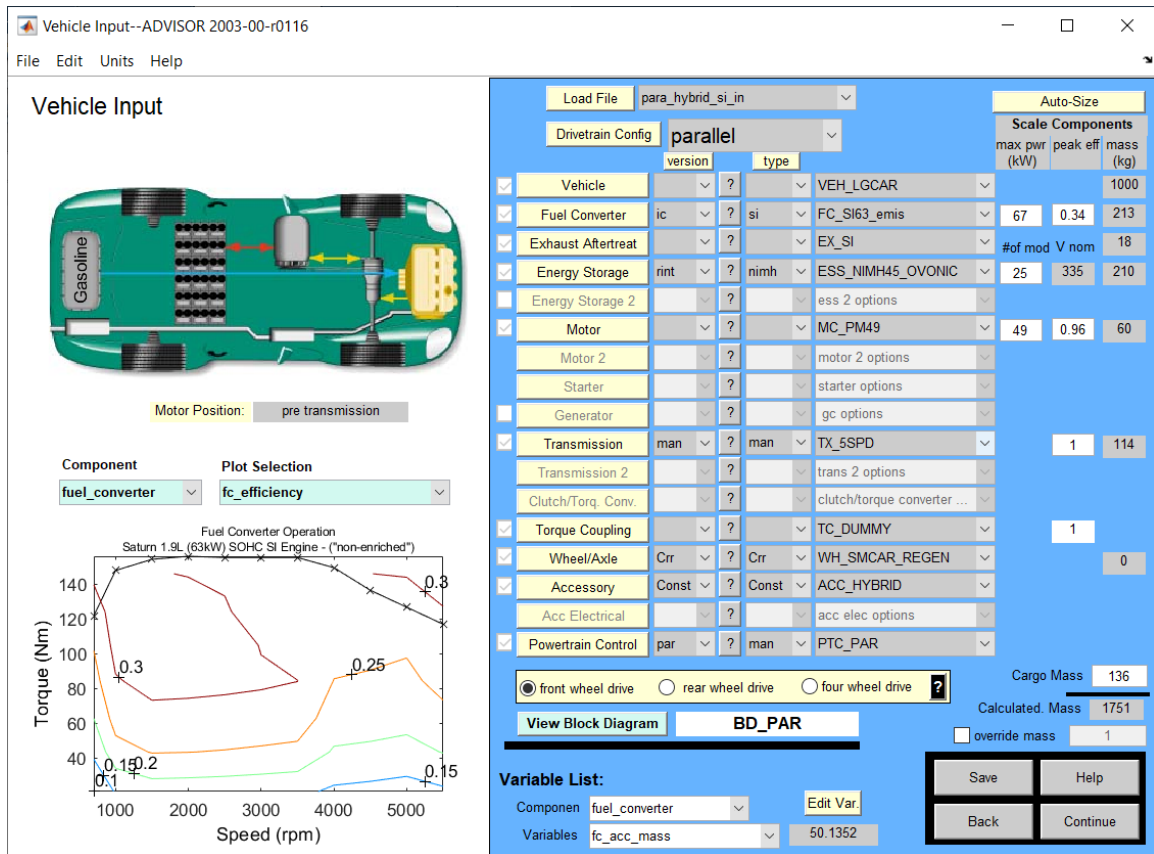 Vehicle Input--ADVISOR 2003-00-r0116
File Edit Units Help
Vehicle Input
Gasoline
Motor Position: pre transmission
Component Plot Selection
fuel_converter fc_efficiency
Fuel Converter Operation
Saturn 1.9L (63kW) SOHC SI Engine - ("non-enriched")
Torque (Nm)
140
120
100
80
60
40
0.3
0.3
0.25
0.2
0.15
0.15
0.1
1000 2000 3000 4000 5000
Speed (rpm)
Load File para_hybrid_si_in
Auto-Size
Drivetrain Config parallel
Scale Components
version type
max pwr (kW) peak eff mass (kg)
Vehicle ? VEH_LGCAR 1000
Fuel Converter ic ? si FC_SI63_emis 67 0.34 213
Exhaust Aftertreat ? EX_SI 18
#of mod V nom
Energy Storage rint ? nimh ESS_NIMH45_OVONIC 25 335 210
Energy Storage 2 ? ess 2 options
Motor ? MC_PM49 49 0.96 60
Motor 2 ? motor 2 options
Starter ? starter options
Generator ? gc options
Transmission man ? man TX_5SPD 1 114
Transmission 2 ? trans 2 options
Clutch/Torq. Conv. ? clutch/torque converter ...
Torque Coupling ? TC_DUMMY 1
Wheel/Axle Crr ? Crr WH_SMCAR_REGEN 0
Accessory Const ? Const ACC_HYBRID
Acc Electrical ? acc elec options
Powertrain Control par ? man PTC_PAR
front wheel drive rear wheel drive four wheel drive ?
Cargo Mass 136
View Block Diagram BD_PAR
Calculated. Mass 1751
override mass 1
Variable List:
Componen fuel_converter
Edit Var.
Variables fc_acc_mass 50.1352
Save Help
Back Continue